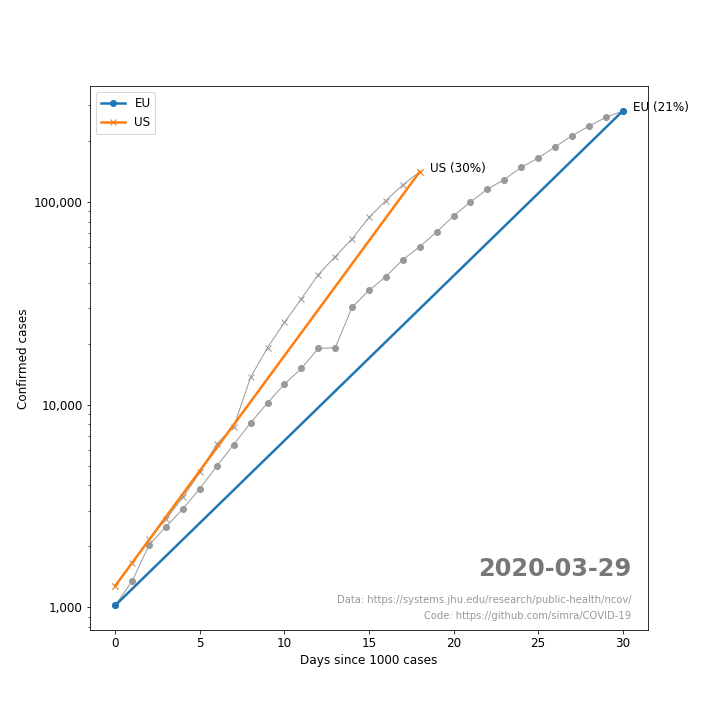 EU
US
EU (21%)
US (30%)
100,000
10,000
1,000
Confirmed cases
2020-03-29
Data: https://systems.jhu.edu/research/public-health/ncov/
Code: https://github.com/simra/COVID-19
0 5 10 15 20 25 30
Days since 1000 cases